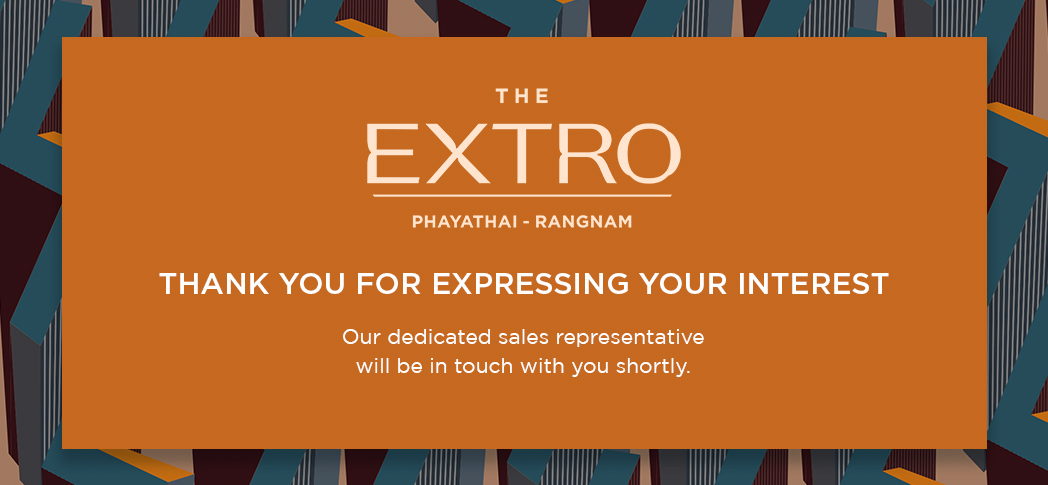 THE
EXTRO
PHAYATHAI - RANGNAM
THANK YOU FOR EXPRESSING YOUR INTEREST
Our dedicated sales representative
will be in touch with you shortly.